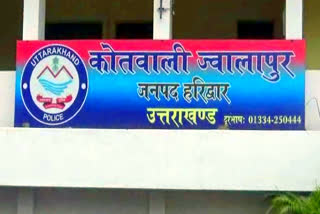 UTTARAKHAND
POLICE
कोतवाली ज्वालापुर
जनपद हरिद्वार
उत्तराखण्ड दूरभाष: 01334-250444